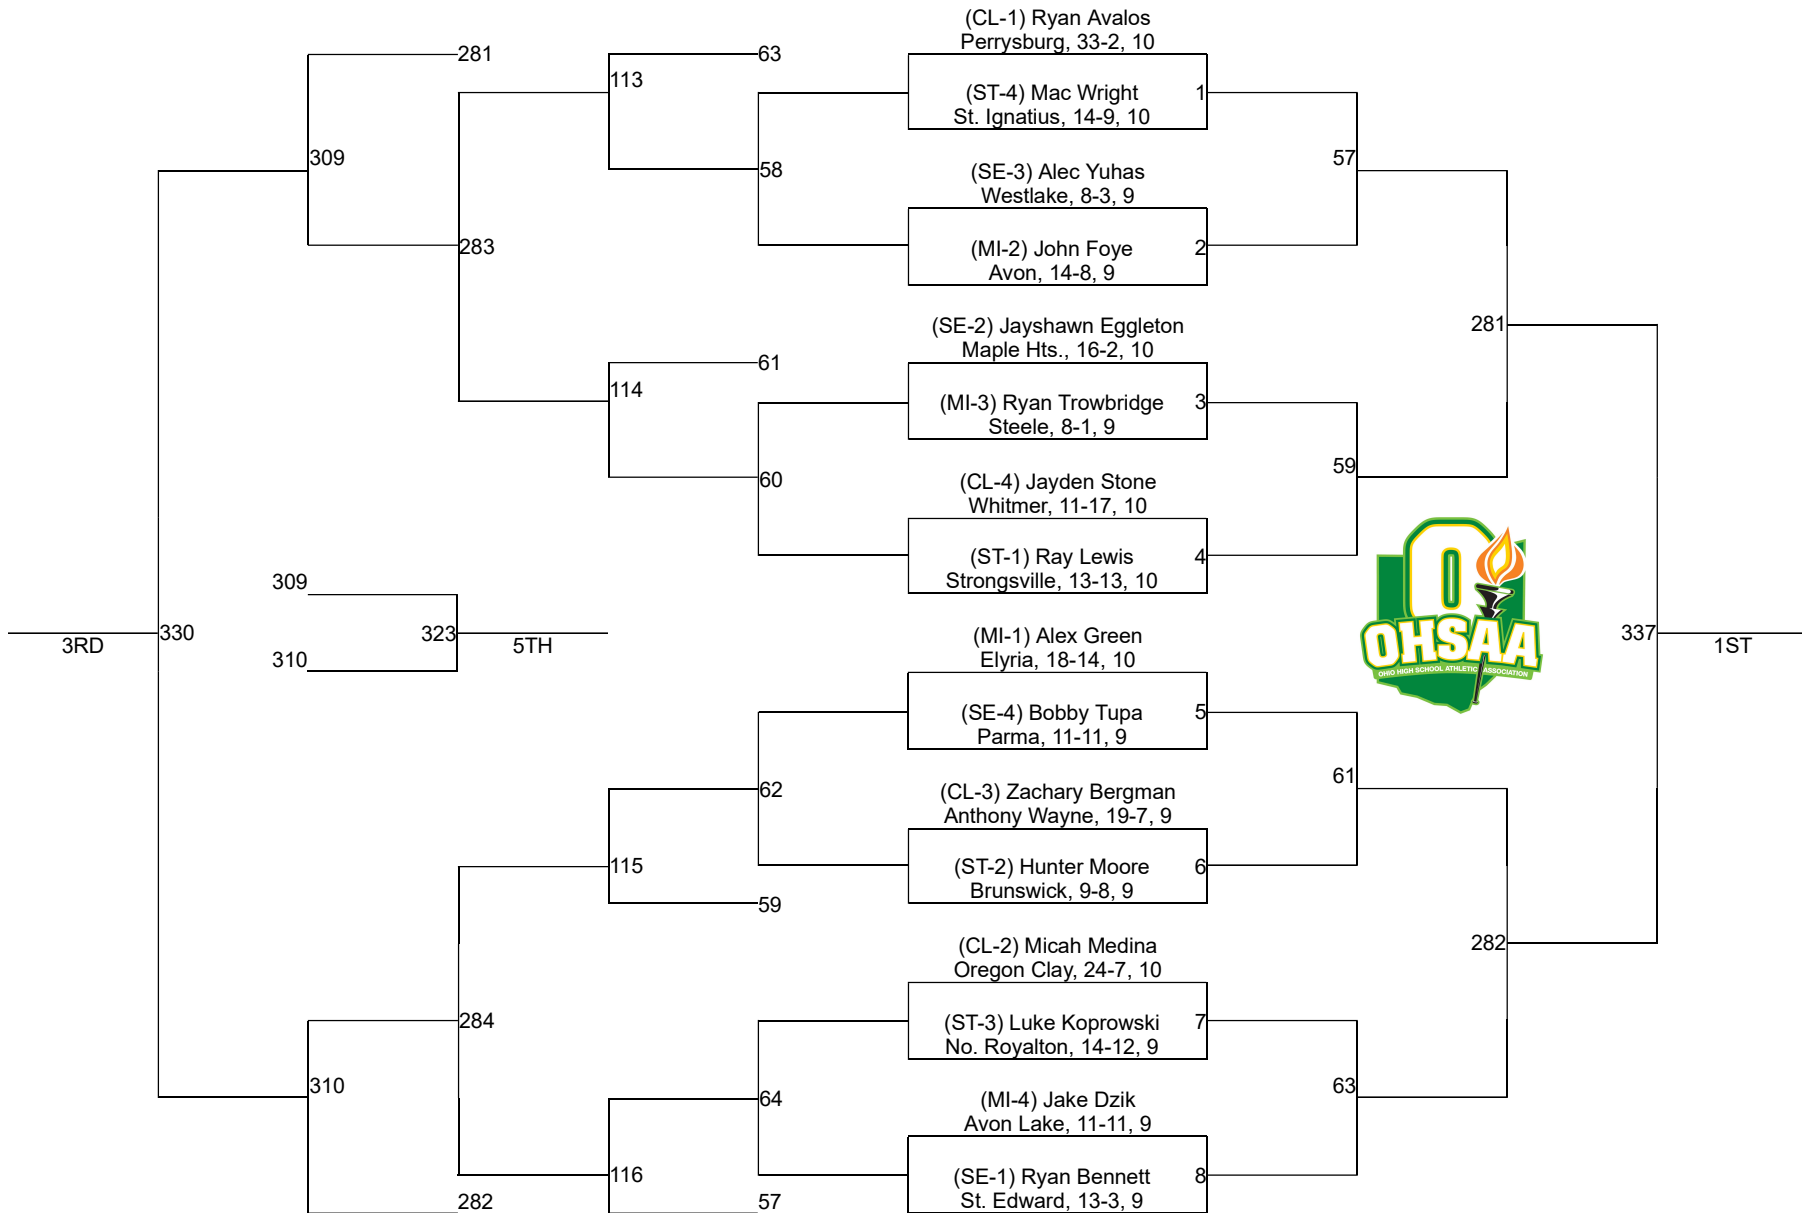 (CL-1) Ryan Avalos
Perrysburg, 33-2, 10
281
63
113
(ST-4) Mac Wright
1
St. Ignatius, 14-9, 10
309
57
58
(SE-3) Alec Yuhas
Westlake, 8-3, 9
283
(MI-2) John Foye
2
Avon, 14-8, 9
(SE-2) Jayshawn Eggleton
281
Maple Hts., 16-2, 10
61
114
(MI-3) Ryan Trowbridge
3
Steele, 8-1, 9
59
60
(CL-4) Jayden Stone
Whitmer, 11-17, 10
(ST-1) Ray Lewis
4
Strongsville, 13-13, 10
309
O
OHSAA
OHIO HIGH SCHOOL ATHLETIC ASSOCIATION
(MI-1) Alex Green
Elyria, 18-14, 10
3RD
330
310
323
5TH
337
1ST
(SE-4) Bobby Tupa
5
Parma, 11-11, 9
61
62
(CL-3) Zachary Bergman
Anthony Wayne, 19-7, 9
115
(ST-2) Hunter Moore
6
Brunswick, 9-8, 9
59
(CL-2) Micah Medina
282
Oregon Clay, 24-7, 10
284
(ST-3) Luke Koprowski
7
No. Royalton, 14-12, 9
310
63
64
(MI-4) Jake Dzik
Avon Lake, 11-11, 9
116
(SE-1) Ryan Bennett
8
St. Edward, 13-3, 9
282
57